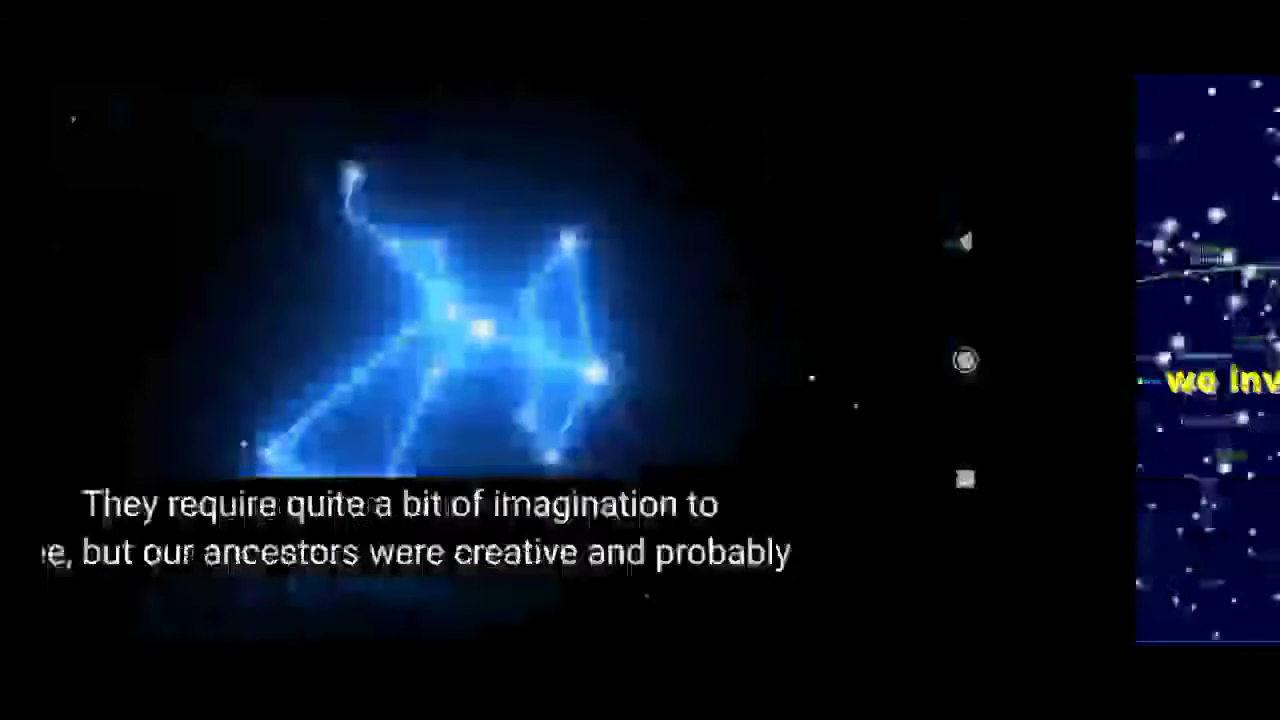 They require quite a bit of imagination to
e, but our ancestors were creative and probably
we inv